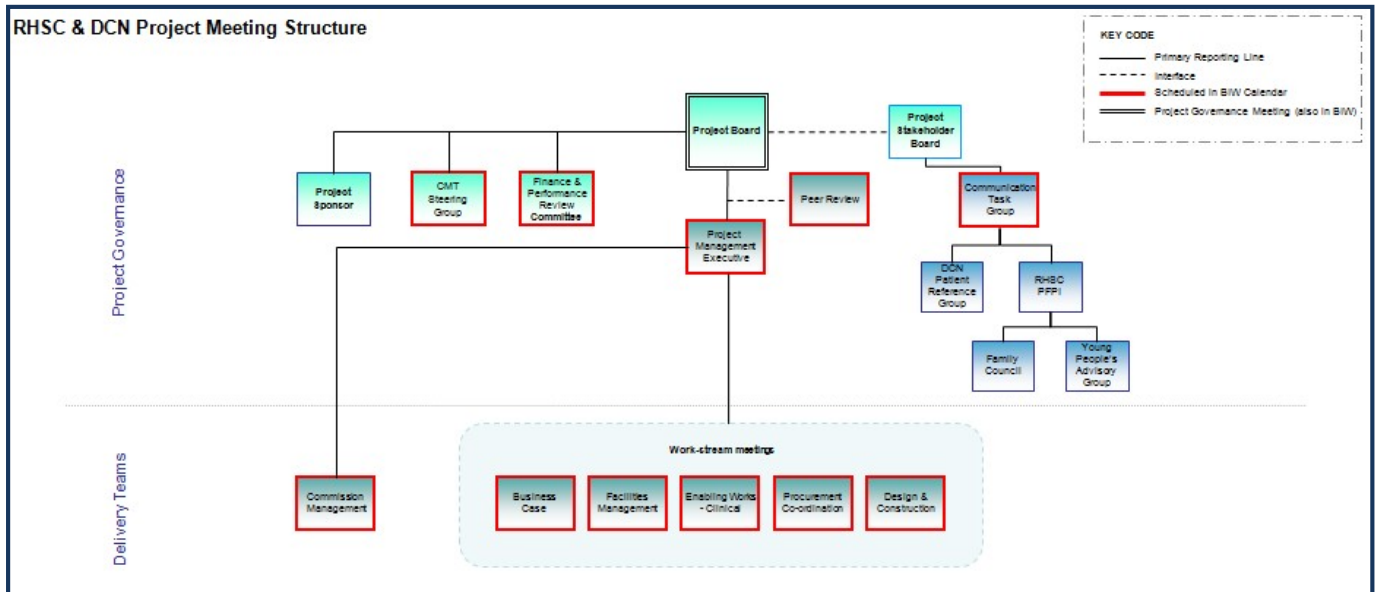 RHSC & DCN Project Meeting Structure
KEY CODE
Primary Reporting Line
Interface
Scheduled in BIW Calendar
Project Governance Meeting (also in BIW)
Project Governance
Project Board
Project
Stakeholder
Board
Project
Sponsor
CMT
Steering
Group
Finance &
Performance
Review
Committee
Peer Review
Communication
Task
Group
Project
Management
Executive
DCN
Patient
Reference
Group
RHSC
PFPI
Family
Council
Young
People's
Advisory
Group
Delivery Teams
Work-stream meetings
Commission
Management
Business
Case
Facilities
Management
Enabling Works
- Clinical
Procurement
Co-ordination
Design &
Construction